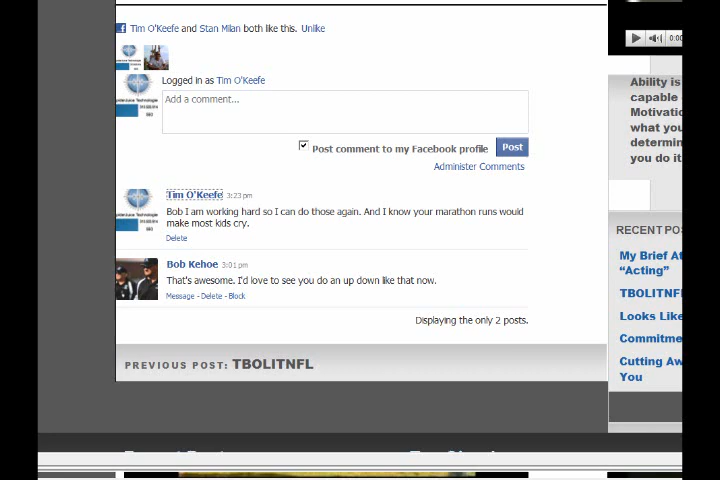 Tim O'Keefe and Stan Milan both like this. Unlike
Logged in as Tim O'Keefe
Add a comment...
Post comment to my Facebook profile
Post
Administer Comments
Tim O'Keefe 3:23 pm
Bob I am working hard so I can do those again. And I know your marathon runs would
make most kids cry.
Delete
Bob Kehoe 3:01 pm
That's awesome. I'd love to see you do an up down like that now.
Message - Delete - Block
Displaying the only 2 posts.
PREVIOUS POST: TBOLITNFL
0:00
Ability is
capable
Motivatio
what you
determin
you do it
RECENT POS
My Brief At
“Acting”
TBOLITNF
Looks Like
Commitme
Cutting Aw
You